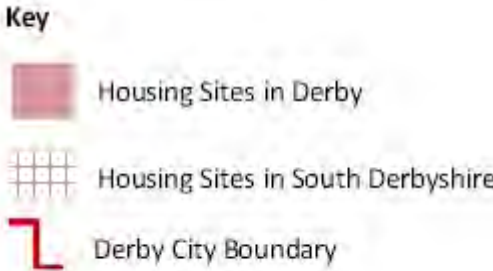 Key
Housing Sites in Derby
Housing Sites in South Derbyshire
Derby City Boundary